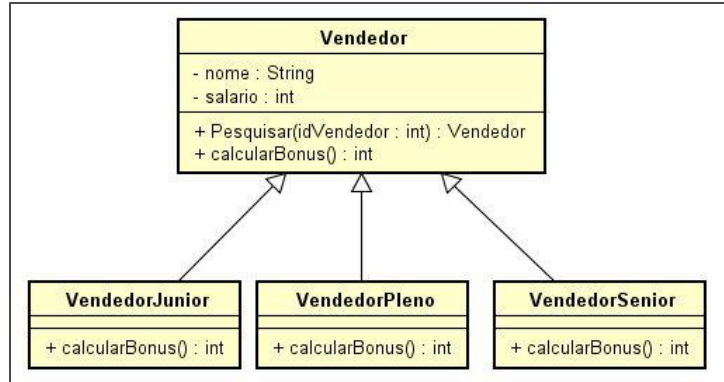 Vendedor
- nome : String
- salario : int
+ Pesquisar(idVendedor : int) : Vendedor
+ calcularBonus() : int
VendedorJunior
+ calcularBonus() : int
VendedorPleno
+ calcularBonus() : int
VendedorSenior
+ calcularBonus() : int